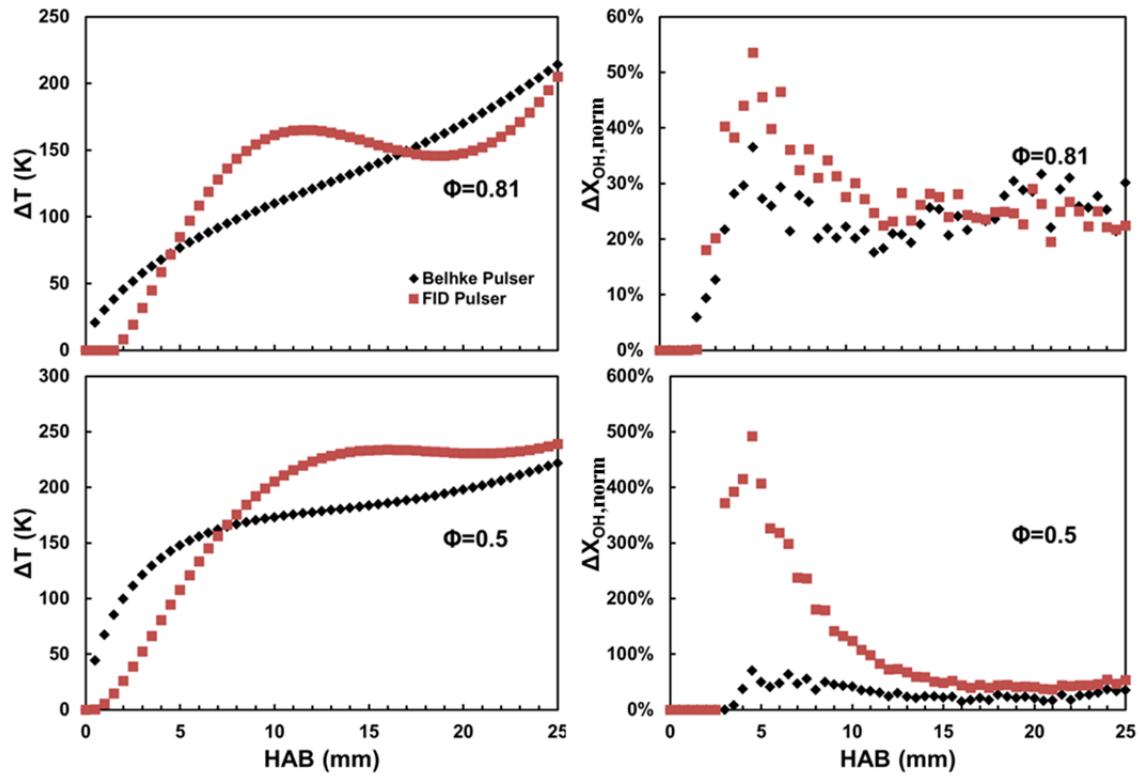 250
200
150
100
50
0
ΔT (K)
Φ=0.81
Belhke Pulser
FID Pulser
60%
50%
40%
30%
20%
10%
0%
ΔX_OH,norm
Φ=0.81
300
250
200
150
100
50
0
ΔT (K)
Φ=0.5
0 5 10 15 20 25
HAB (mm)
600%
500%
400%
300%
200%
100%
0%
ΔX_OH,norm
Φ=0.5
0 5 10 15 20 25
HAB (mm)